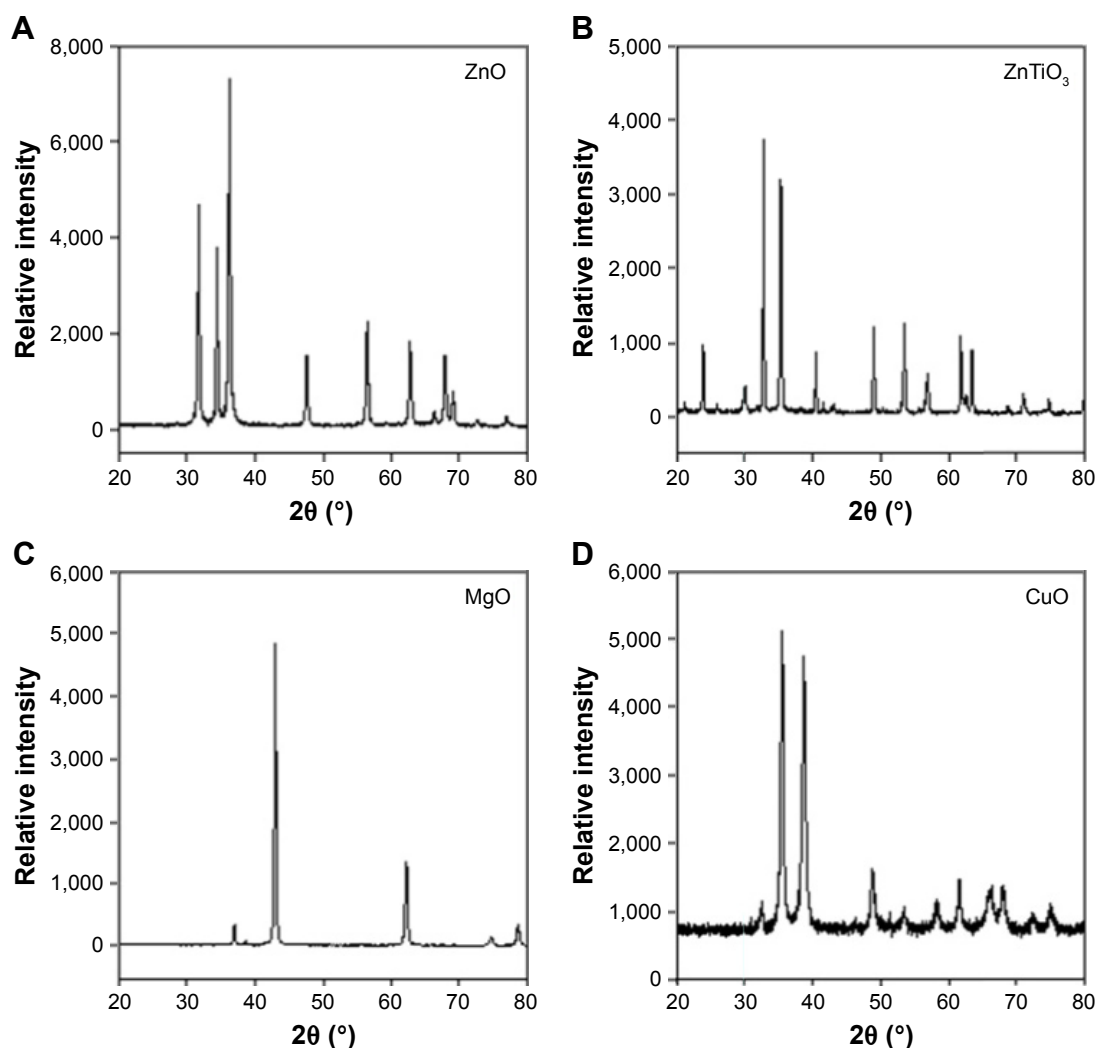 A
8,000
6,000
4,000
2,000
0
Relative intensity
ZnO
20 30 40 50 60 70 80
2θ (°)
B
5,000
4,000
3,000
2,000
1,000
0
Relative intensity
ZnTiO₃
20 30 40 50 60 70 80
2θ (°)
C
6,000
5,000
4,000
3,000
2,000
1,000
0
Relative intensity
MgO
20 30 40 50 60 70 80
2θ (°)
D
6,000
5,000
4,000
3,000
2,000
1,000
0
Relative intensity
CuO
20 30 40 50 60 70 80
2θ (°)